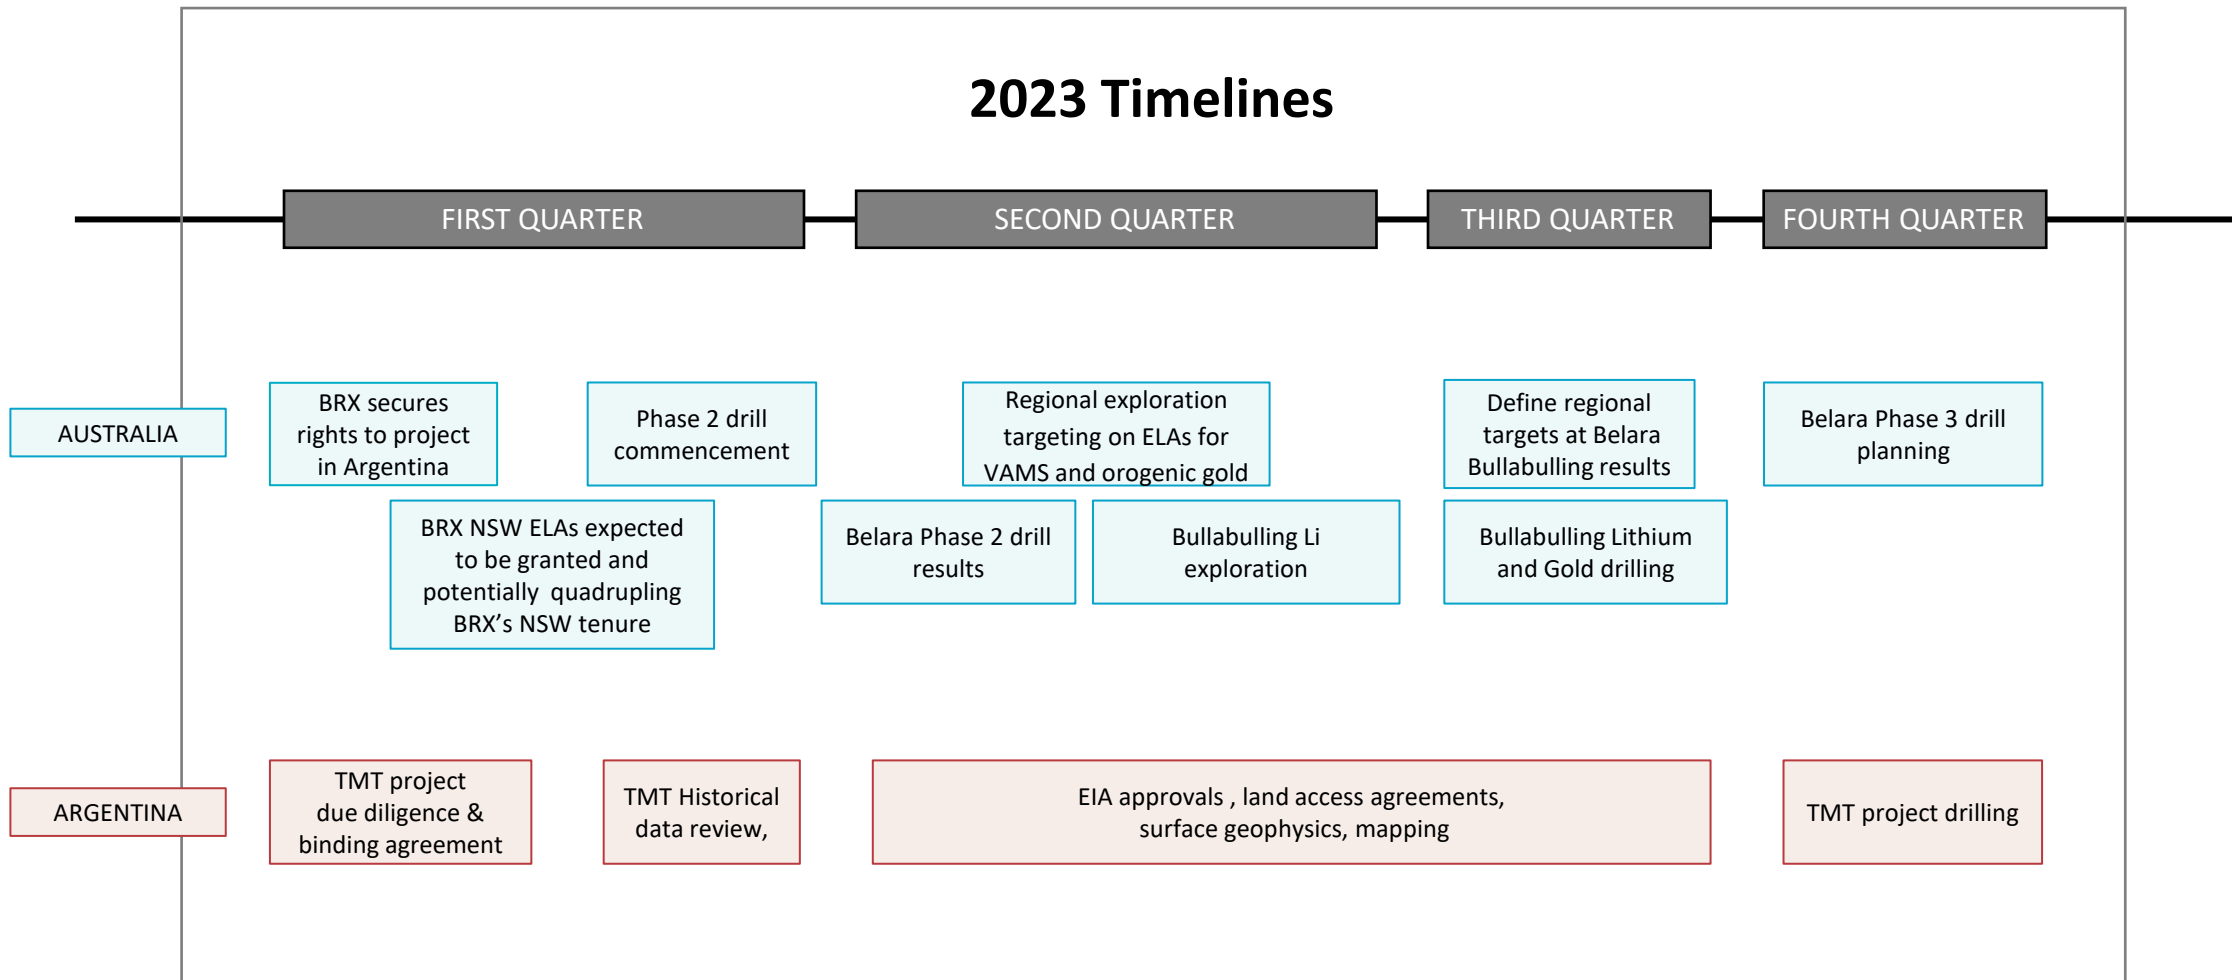 2023 Timelines
FIRST QUARTER
SECOND QUARTER
THIRD QUARTER
FOURTH QUARTER
AUSTRALIA
BRX secures
rights to project
in Argentina
Phase 2 drill
commencement
Regional exploration
targeting on ELAs for
VAMS and orogenic gold
Define regional
targets at Belara
Bullabulling results
Belara Phase 3 drill
planning
BRX NSW ELAs expected
to be granted and
potentially  quadrupling
BRX’s NSW tenure
Belara Phase 2 drill
results
Bullabulling Li
exploration
Bullabulling Lithium
and Gold drilling
ARGENTINA
TMT project
due diligence &
binding agreement
TMT Historical
data review,
EIA approvals , land access agreements,
surface geophysics, mapping
TMT project drilling